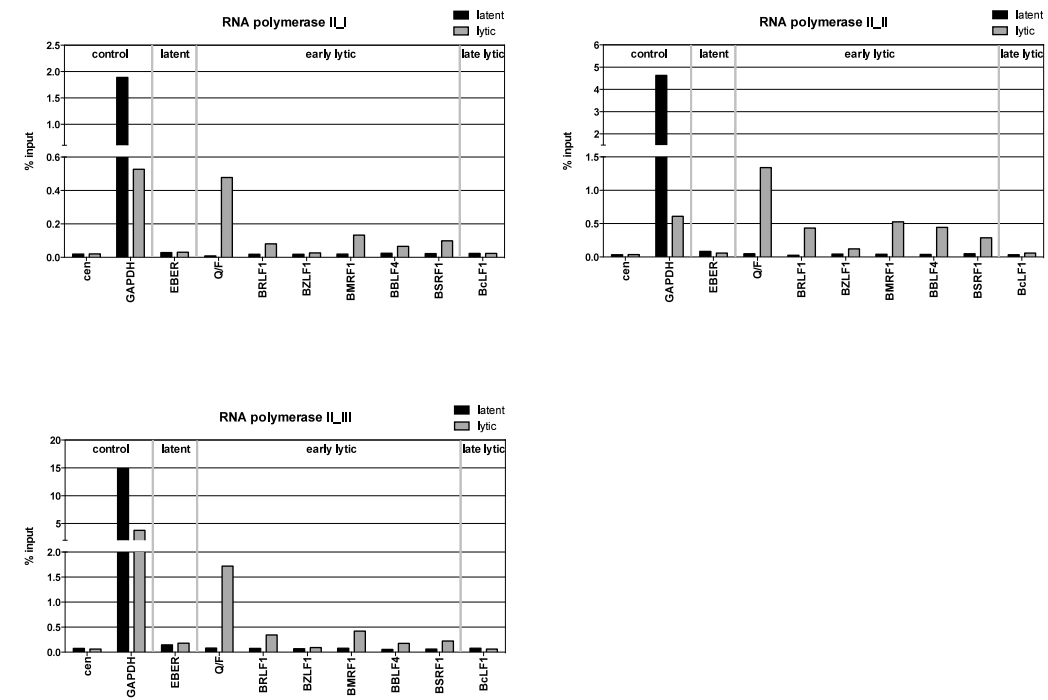 RNA polymerase II_I
latent
lytic
control latent early lytic late lytic
% input
2.5
2.0
1.5
1.0
0.6
0.4
0.2
0.0
cen GAPDH EBER Q/F BRLF1 BZLF1 BMRF1 BBLF4 BSRF1 BcLF1
RNA polymerase II_II
latent
lytic
control latent early lytic late lytic
% input
6
5
4
3
2
1.5
1.0
0.5
0.0
cen GAPDH EBER Q/F BRLF1 BZLF1 BMRF1 BBLF4 BSRF1 BcLF1
RNA polymerase II_III
latent
lytic
control latent early lytic late lytic
% input
20
15
10
5
2.0
1.5
1.0
0.5
0.0
cen GAPDH EBER Q/F BRLF1 BZLF1 BMRF1 BBLF4 BSRF1 BcLF1